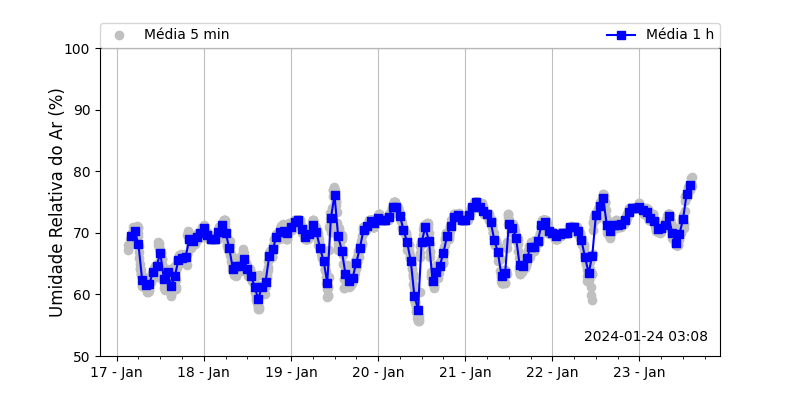 Média 5 min
Média 1 h
100
90
80
70
60
50
Umidade Relativa do Ar (%)
2024-01-24 03:08
17 - Jan
18 - Jan
19 - Jan
20 - Jan
21 - Jan
22 - Jan
23 - Jan